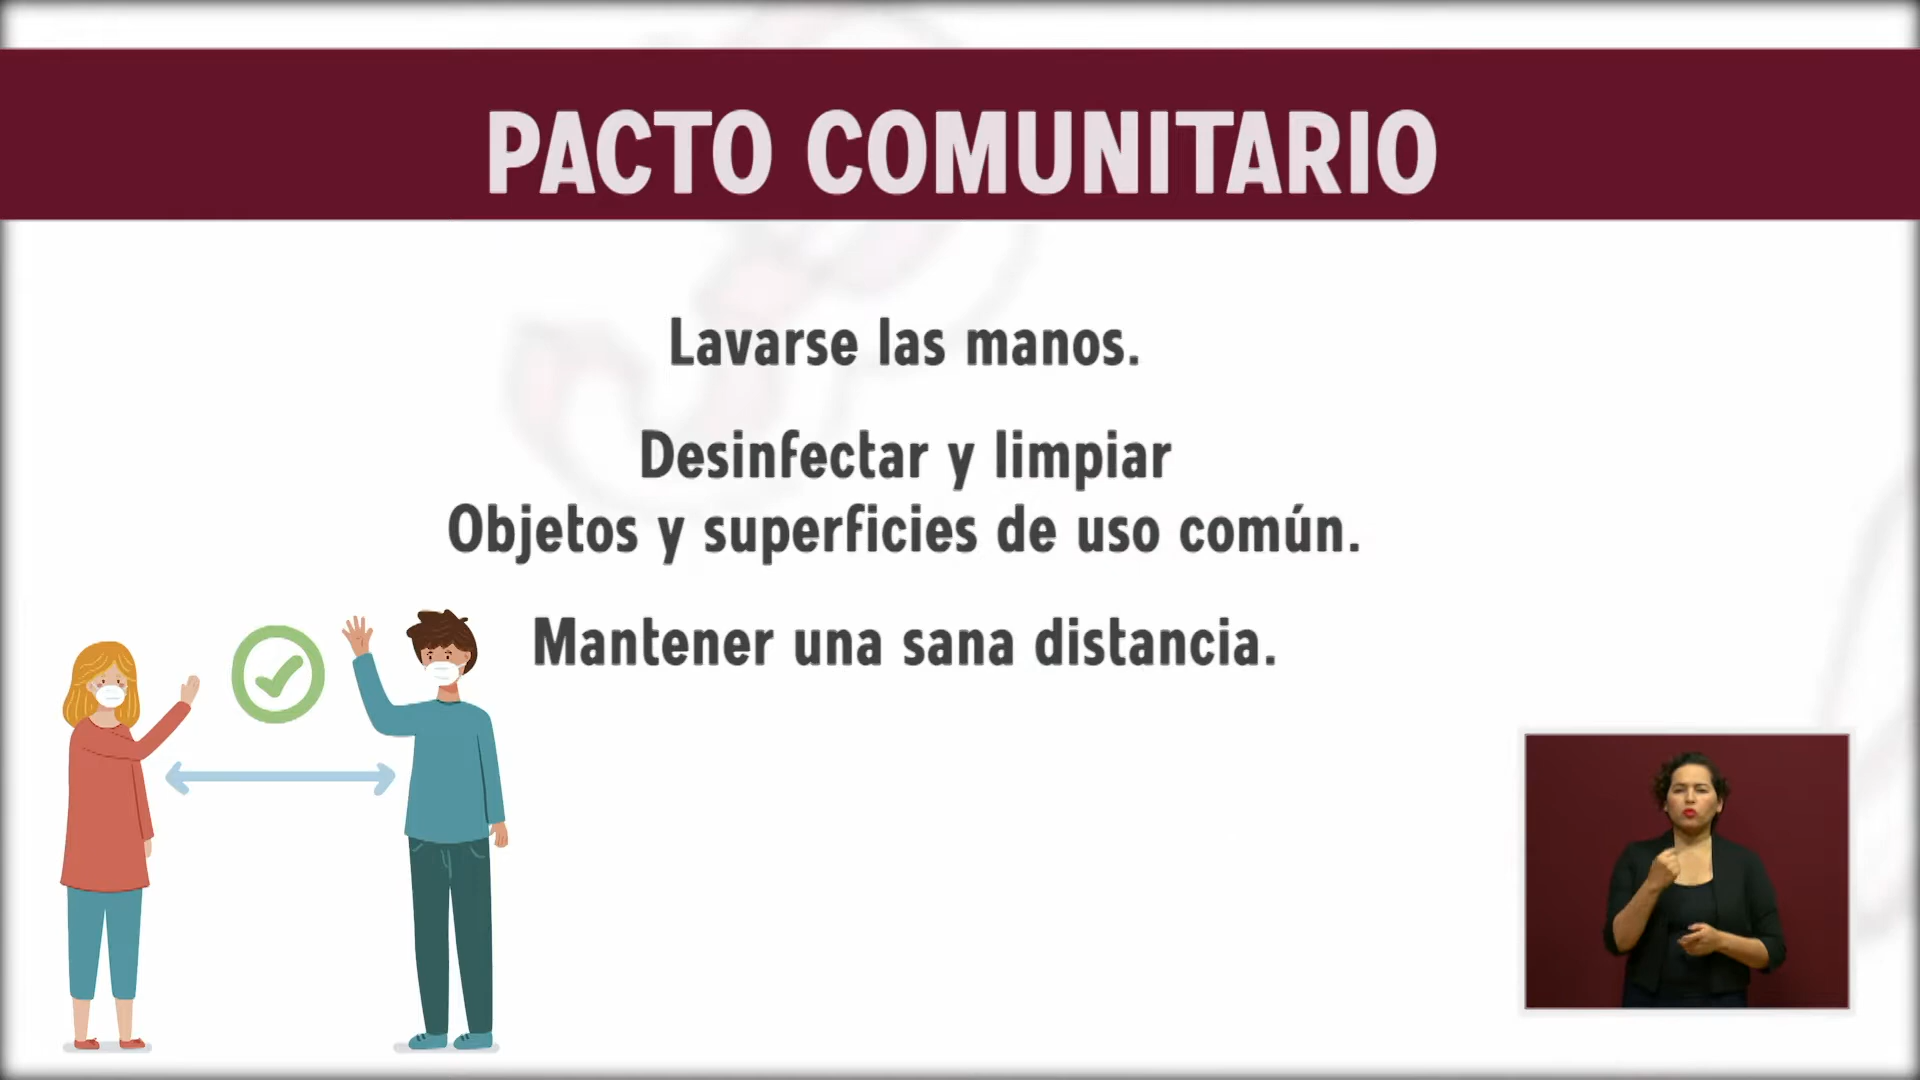 PACTO COMUNITARIO
Lavarse las manos.
Desinfectar y limpiar
Objetos y superficies de uso común.
Mantener una sana distancia.